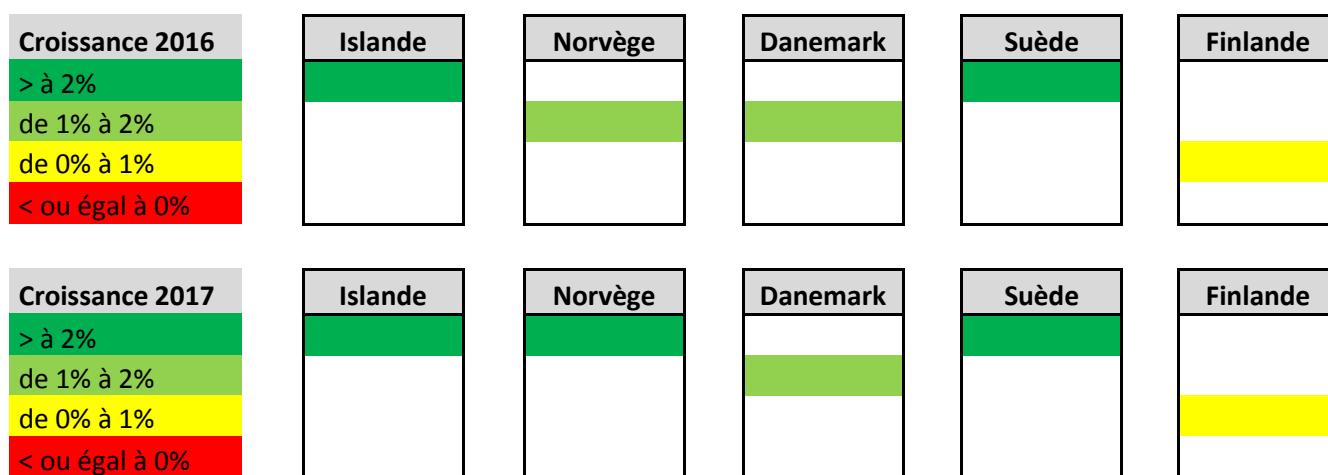 Croissance 2016 Islande Norvège Danemark Suède Finlande
> à 2%
de 1% à 2%
de 0% à 1%
< ou égal à 0%
Croissance 2017 Islande Norvège Danemark Suède Finlande
> à 2%
de 1% à 2%
de 0% à 1%
< ou égal à 0%